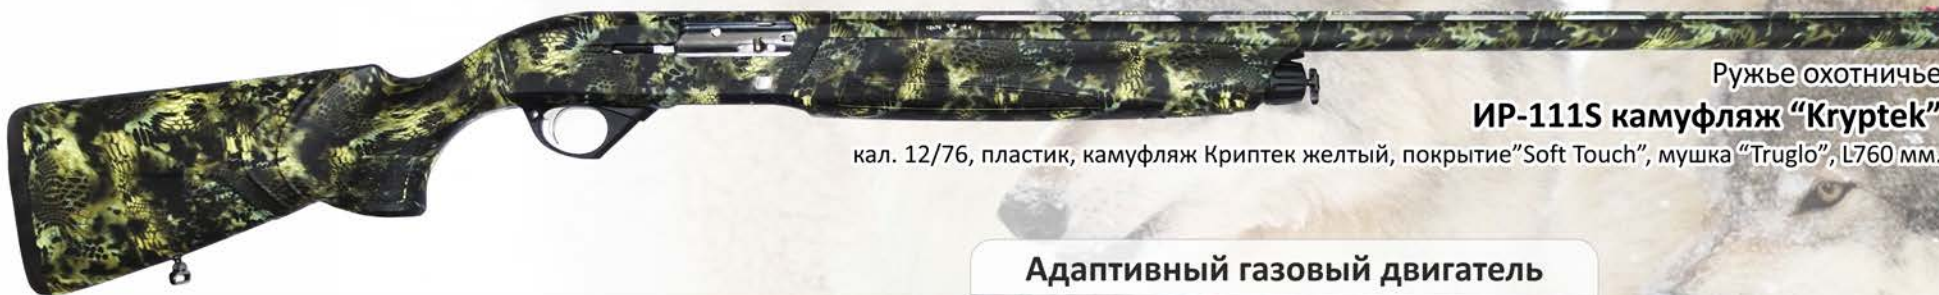 Ружье охотничье
ИР-111S камуфляж “Kryptek”
кал. 12/76, пластик, камуфляж Криптек желтый, покрытие”Soft Touch”, мушка “Truglo”, L760 мм.
Адаптивный газовый двигатель